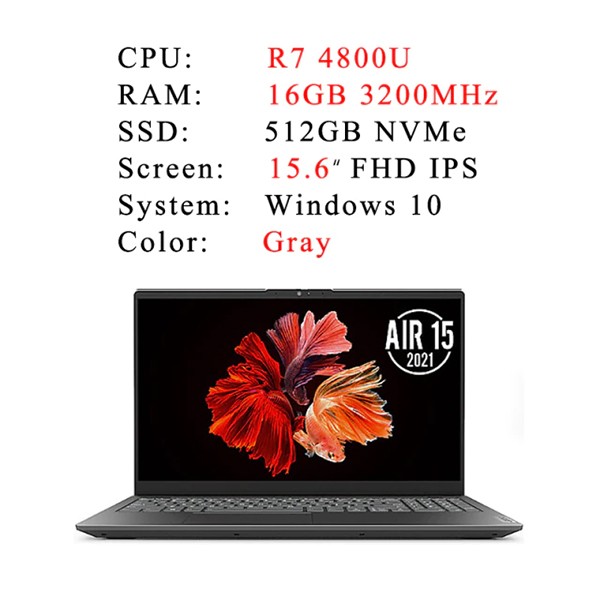 CPU: R7 4800U
RAM: 16GB 3200MHz
SSD: 512GB NVMe
Screen: 15.6″ FHD IPS
System: Windows 10
Color: Gray
AIR 15
2021